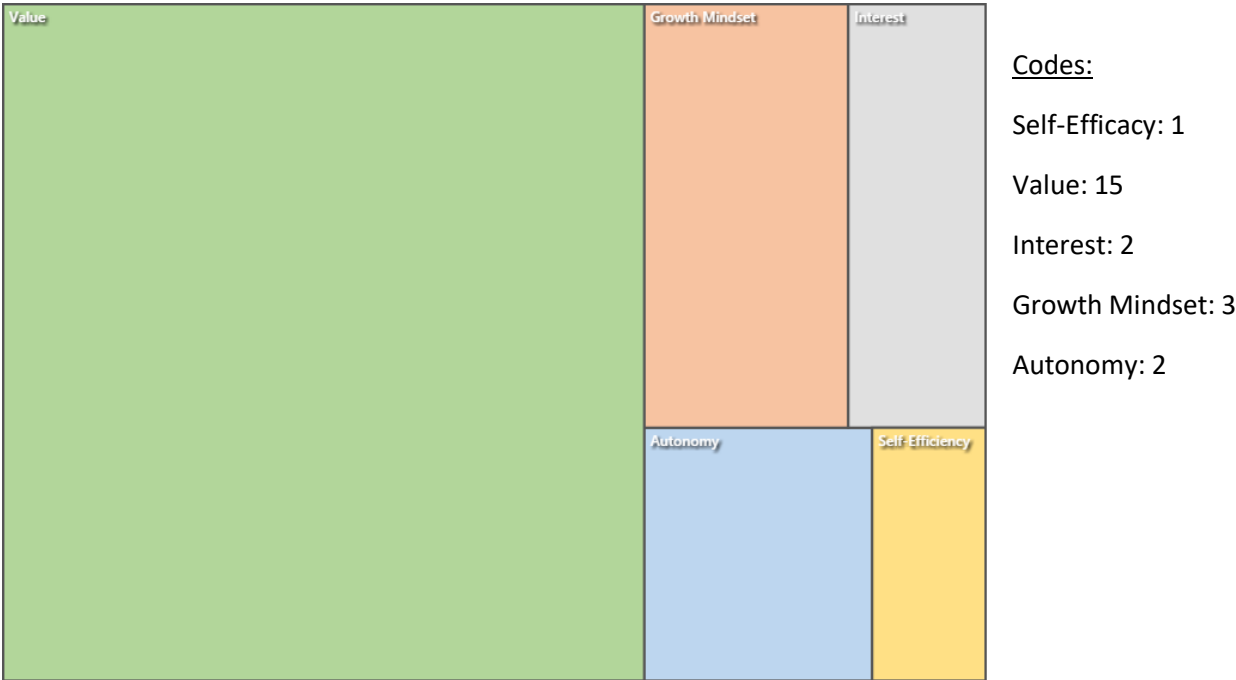 Value
Growth Mindset
Interest
Autonomy
Self-Efficiency
Codes:
Self-Efficacy: 1
Value: 15
Interest: 2
Growth Mindset: 3
Autonomy: 2